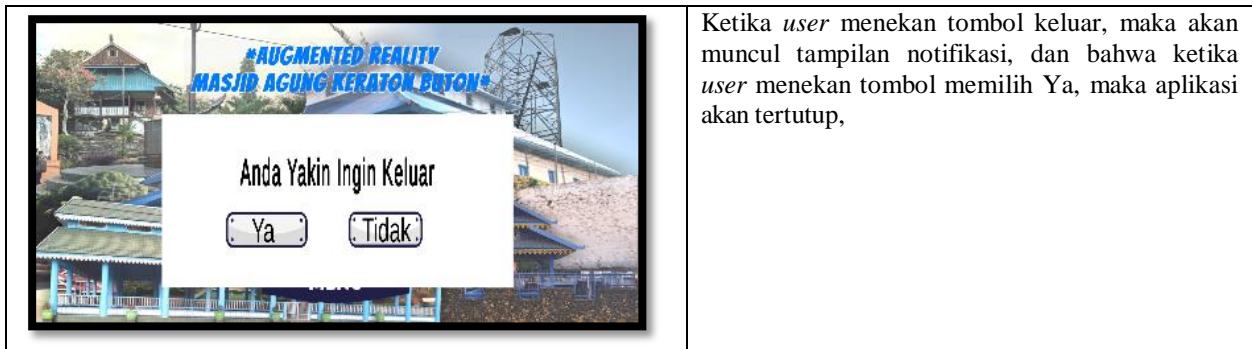 *AUGMENTED REALITY
MASJID AGUNG KERATON BUTON*
Anda Yakin Ingin Keluar
Ya Tidak
Ketika user menekan tombol keluar, maka akan
muncul tampilan notifikasi, dan bahwa ketika
user menekan tombol memilih Ya, maka aplikasi
akan tertutup,